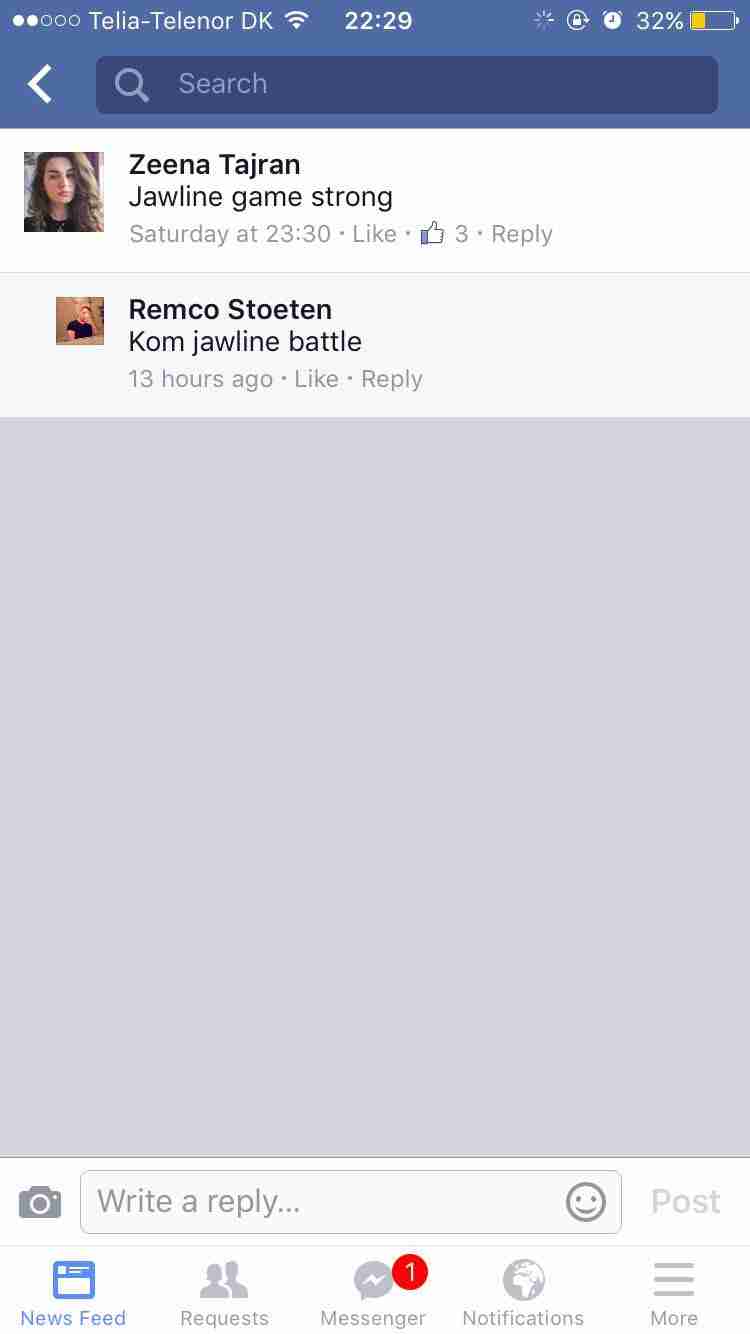 Telia-Telenor DK 22:29 32%
Search
Zeena Tajran
Jawline game strong
Saturday at 23:30 · Like · 3 · Reply
Remco Stoeten
Kom jawline battle
13 hours ago · Like · Reply
Write a reply... Post
1
News Feed Requests Messenger Notifications More